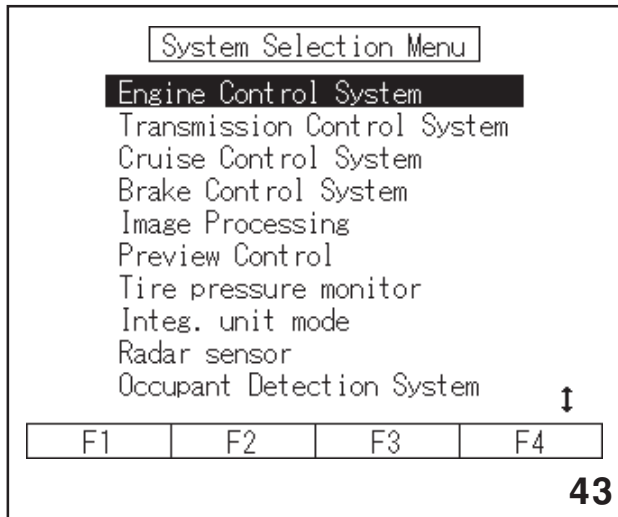 System Selection Menu
Engine Control System
Transmission Control System
Cruise Control System
Brake Control System
Image Processing
Preview Control
Tire pressure monitor
Integ. unit mode
Radar sensor
Occupant Detection System
F1 F2 F3 F4
43